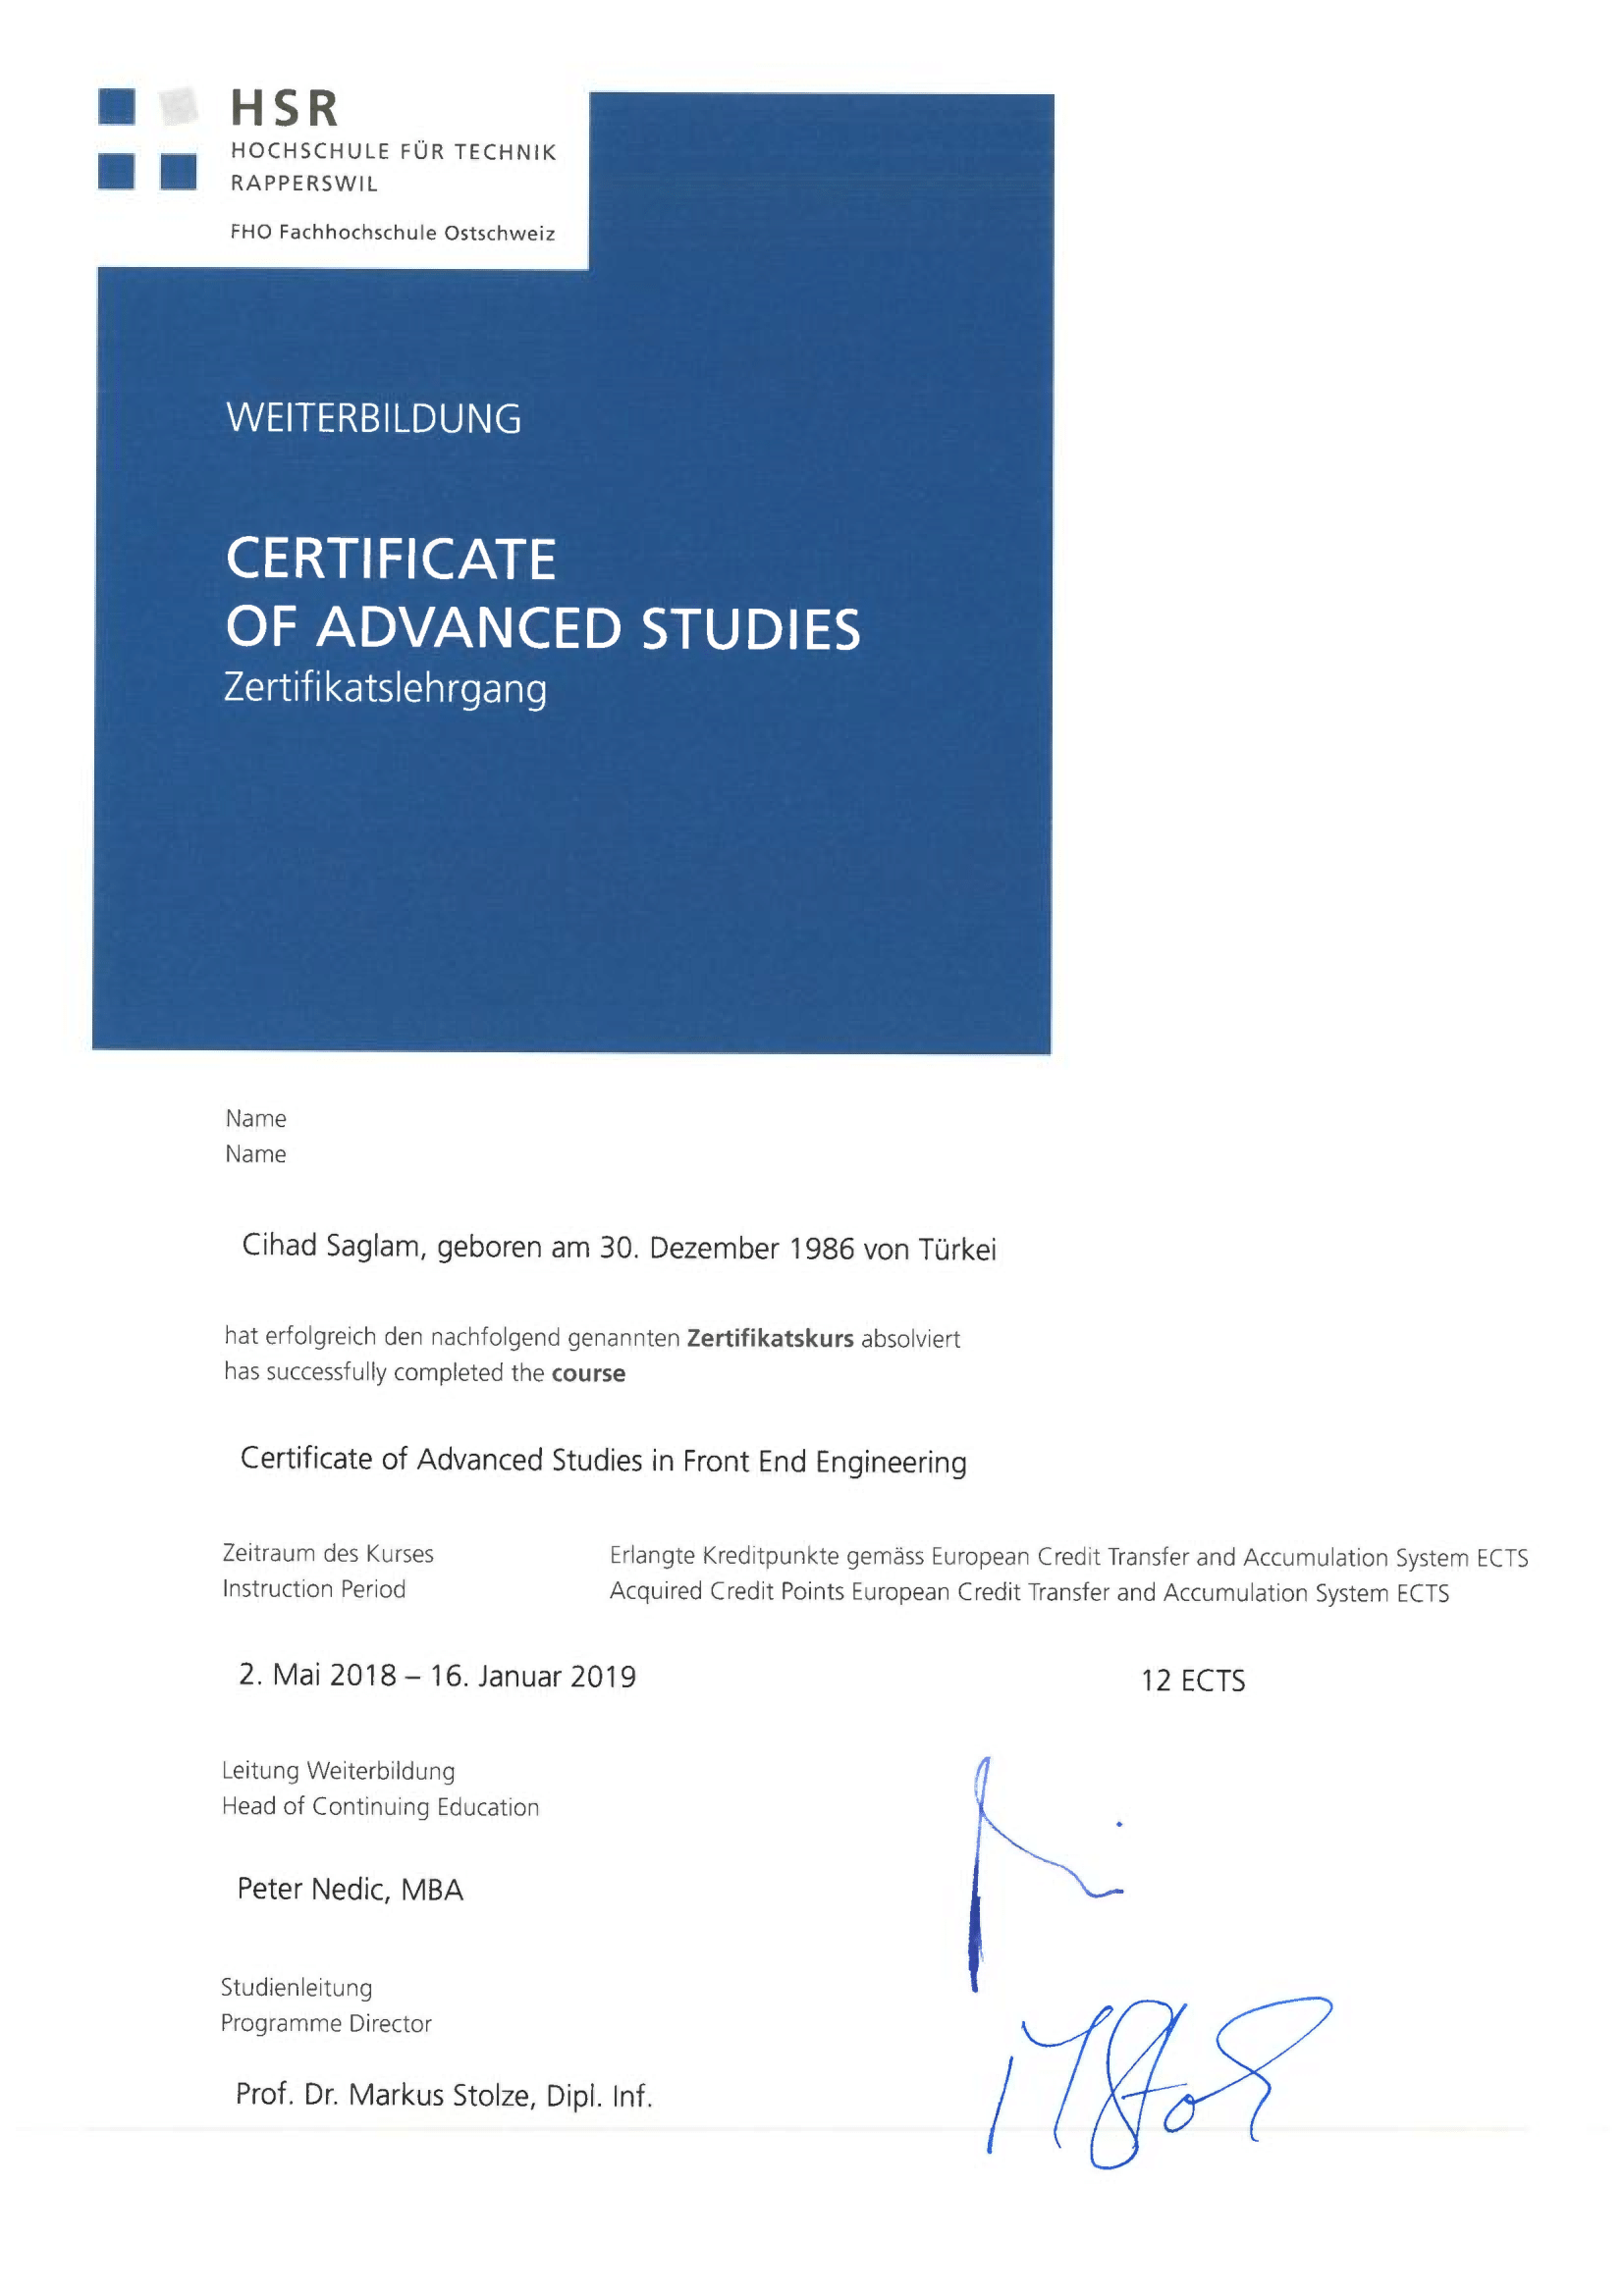 HSR
HOCHSCHULE FÜR TECHNIK
RAPPERSWIL
FHO Fachhochschule Ostschweiz
WEITERBILDUNG
CERTIFICATE
OF ADVANCED STUDIES
Zertifikatslehrgang
Name
Name
Cihad Saglam, geboren am 30. Dezember 1986 von Türkei
hat erfolgreich den nachfolgend genannten Zertifikatskurs absolviert
has successfully completed the course
Certificate of Advanced Studies in Front End Engineering
Zeitraum des Kurses
Instruction Period
Erlangte Kreditpunkte gemäss European Credit Transfer and Accumulation System ECTS
Acquired Credit Points European Credit Transfer and Accumulation System ECTS
2. Mai 2018 – 16. Januar 2019
12 ECTS
Leitung Weiterbildung
Head of Continuing Education
Peter Nedic, MBA
Studienleitung
Programme Director
Prof. Dr. Markus Stolze, Dipl. Inf.